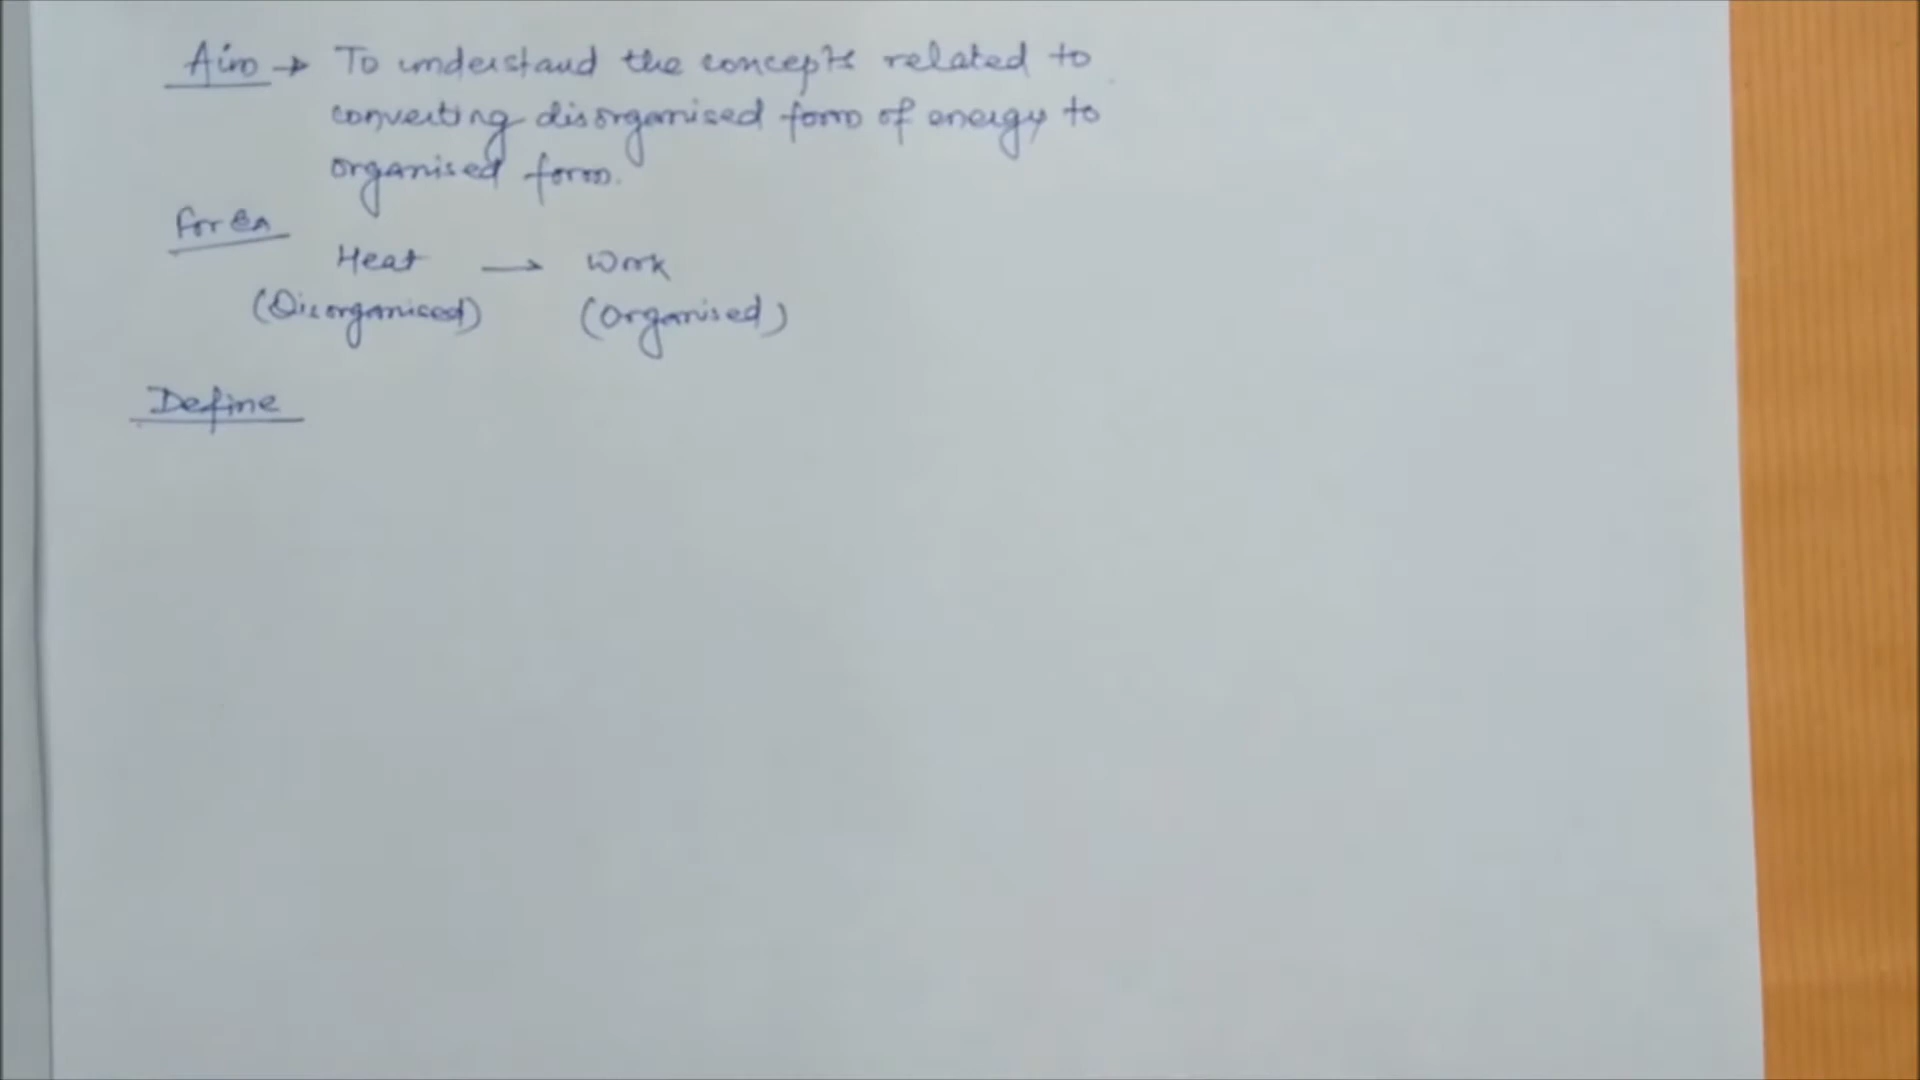 Aim → To understand the concepts related to
converting disorganised form of energy to
organised form.
For Ex
Heat → Work
(Disorganised) (Organised)
Define